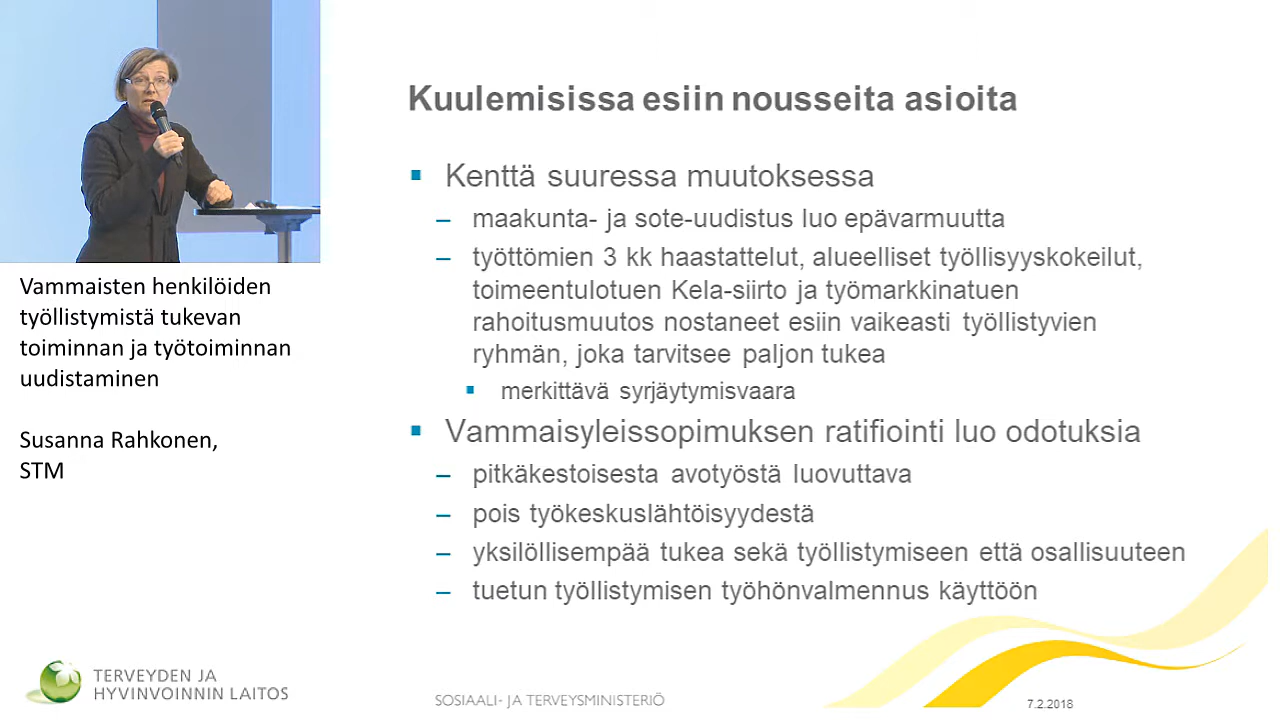 Vammaisten henkilöiden
työllistymistä tukevan
toiminnan ja työtoiminnan
uudistaminen
Susanna Rahkonen,
STM
TERVEYDEN JA
HYVINVOINNIN LAITOS
Kuulemisissa esiin nousseita asioita
▪ Kenttä suuressa muutoksessa
– maakunta- ja sote-uudistus luo epävarmuutta
– työttömien 3 kk haastattelut, alueelliset työllisyyskokeilut,
toimeentulotuen Kela-siirto ja työmarkkinatuen
rahoitusmuutos nostaneet esiin vaikeasti työllistyvien
ryhmän, joka tarvitsee paljon tukea
▪ merkittävä syrjäytymisvaara
▪ Vammaisyleissopimuksen ratifiointi luo odotuksia
– pitkäkestoisesta avotyöstä luovuttava
– pois työkeskuslähtöisyydestä
– yksilöllisempää tukea sekä työllistymiseen että osallisuuteen
– tuetun työllistymisen työhönvalmennus käyttöön
SOSIAALI- JA TERVEYSMINISTERIÖ
7.2.2018